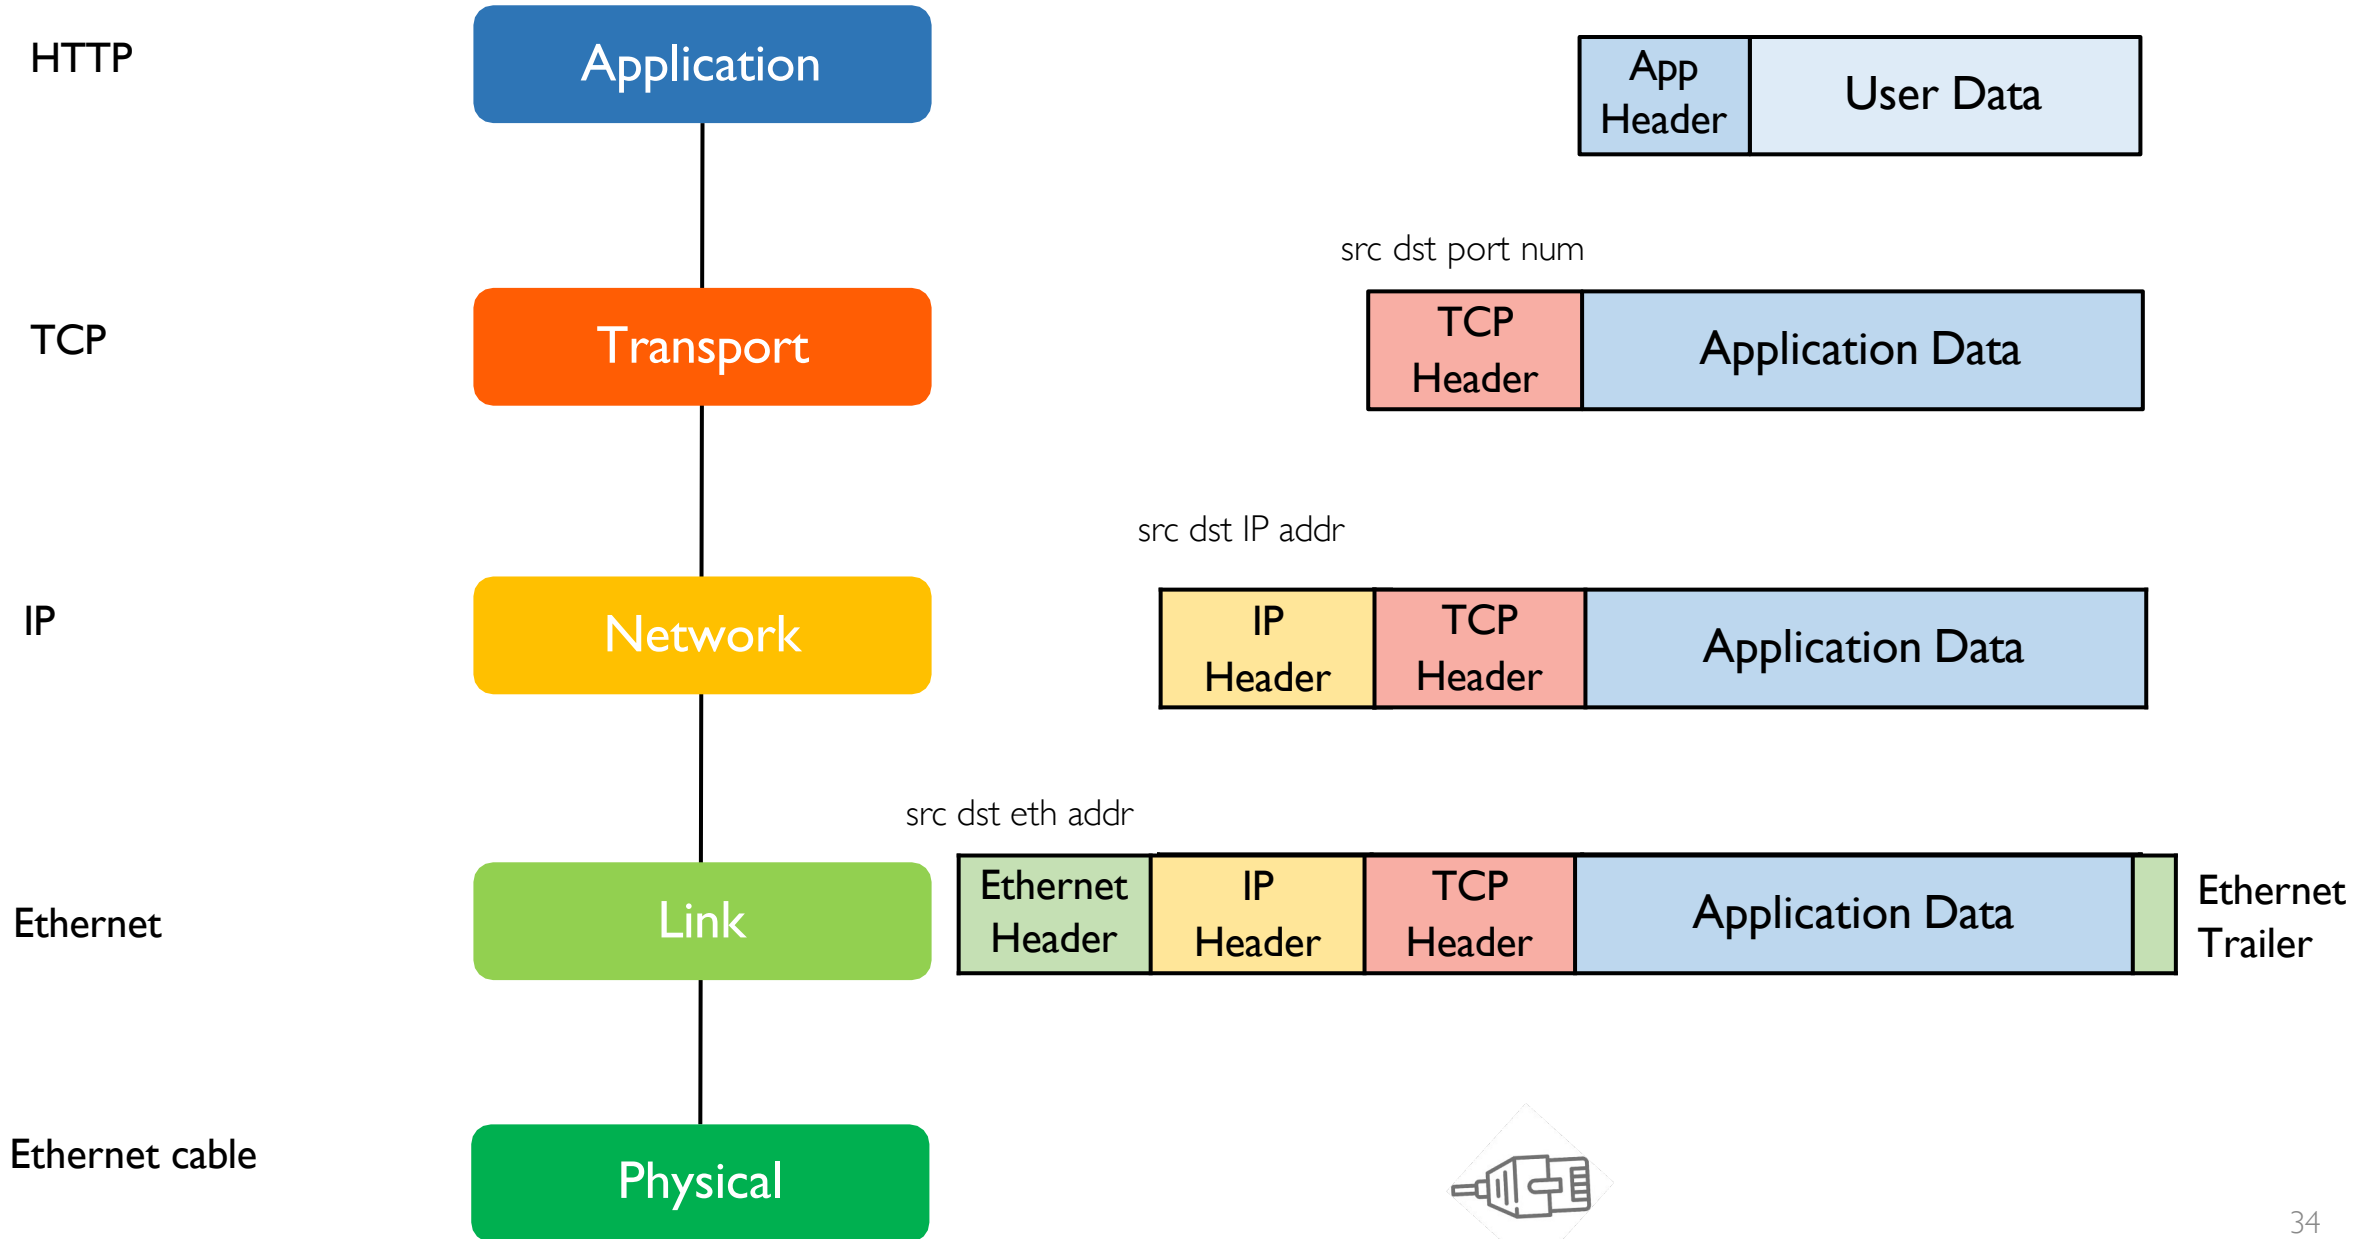 HTTP
Application
App
Header
User Data
src dst port num
TCP
Transport
TCP
Header
Application Data
src dst IP addr
IP
Network
IP
Header
TCP
Header
Application Data
src dst eth addr
Ethernet
Link
Ethernet
Header
IP
Header
TCP
Header
Application Data
Ethernet
Trailer
Ethernet cable
Physical
34